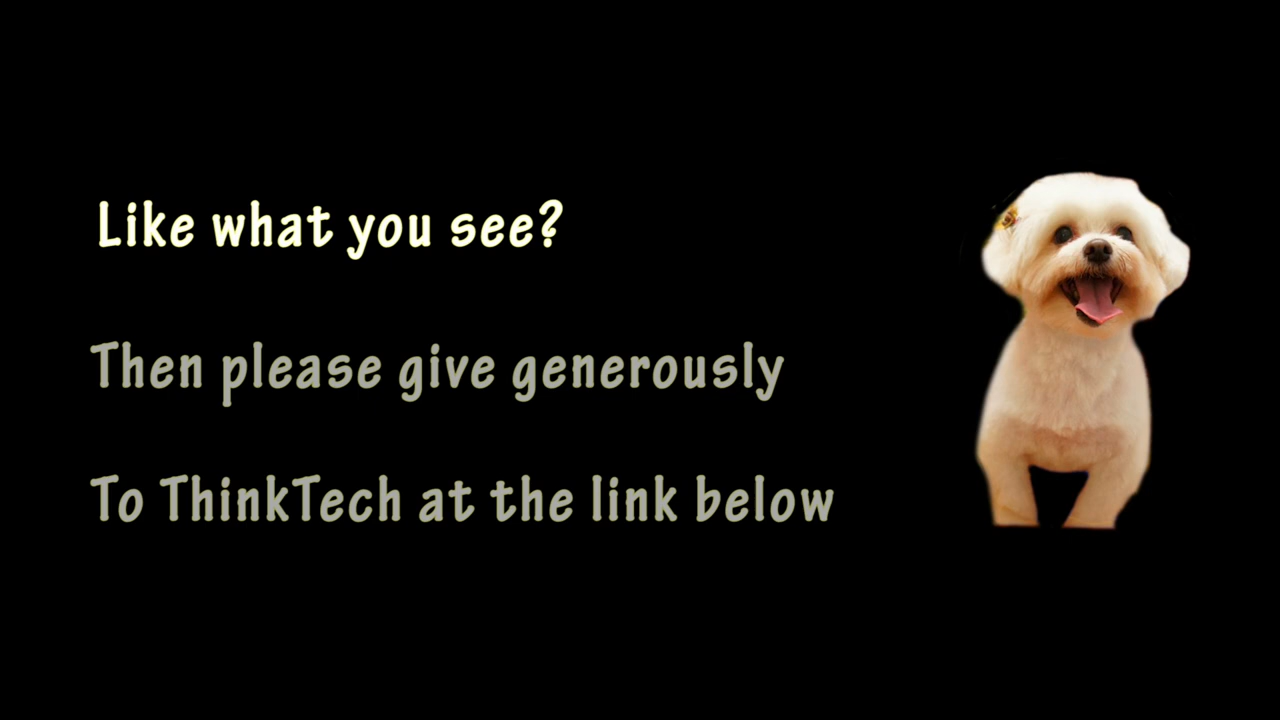 Like what you see?
Then please give generously
To ThinkTech at the link below